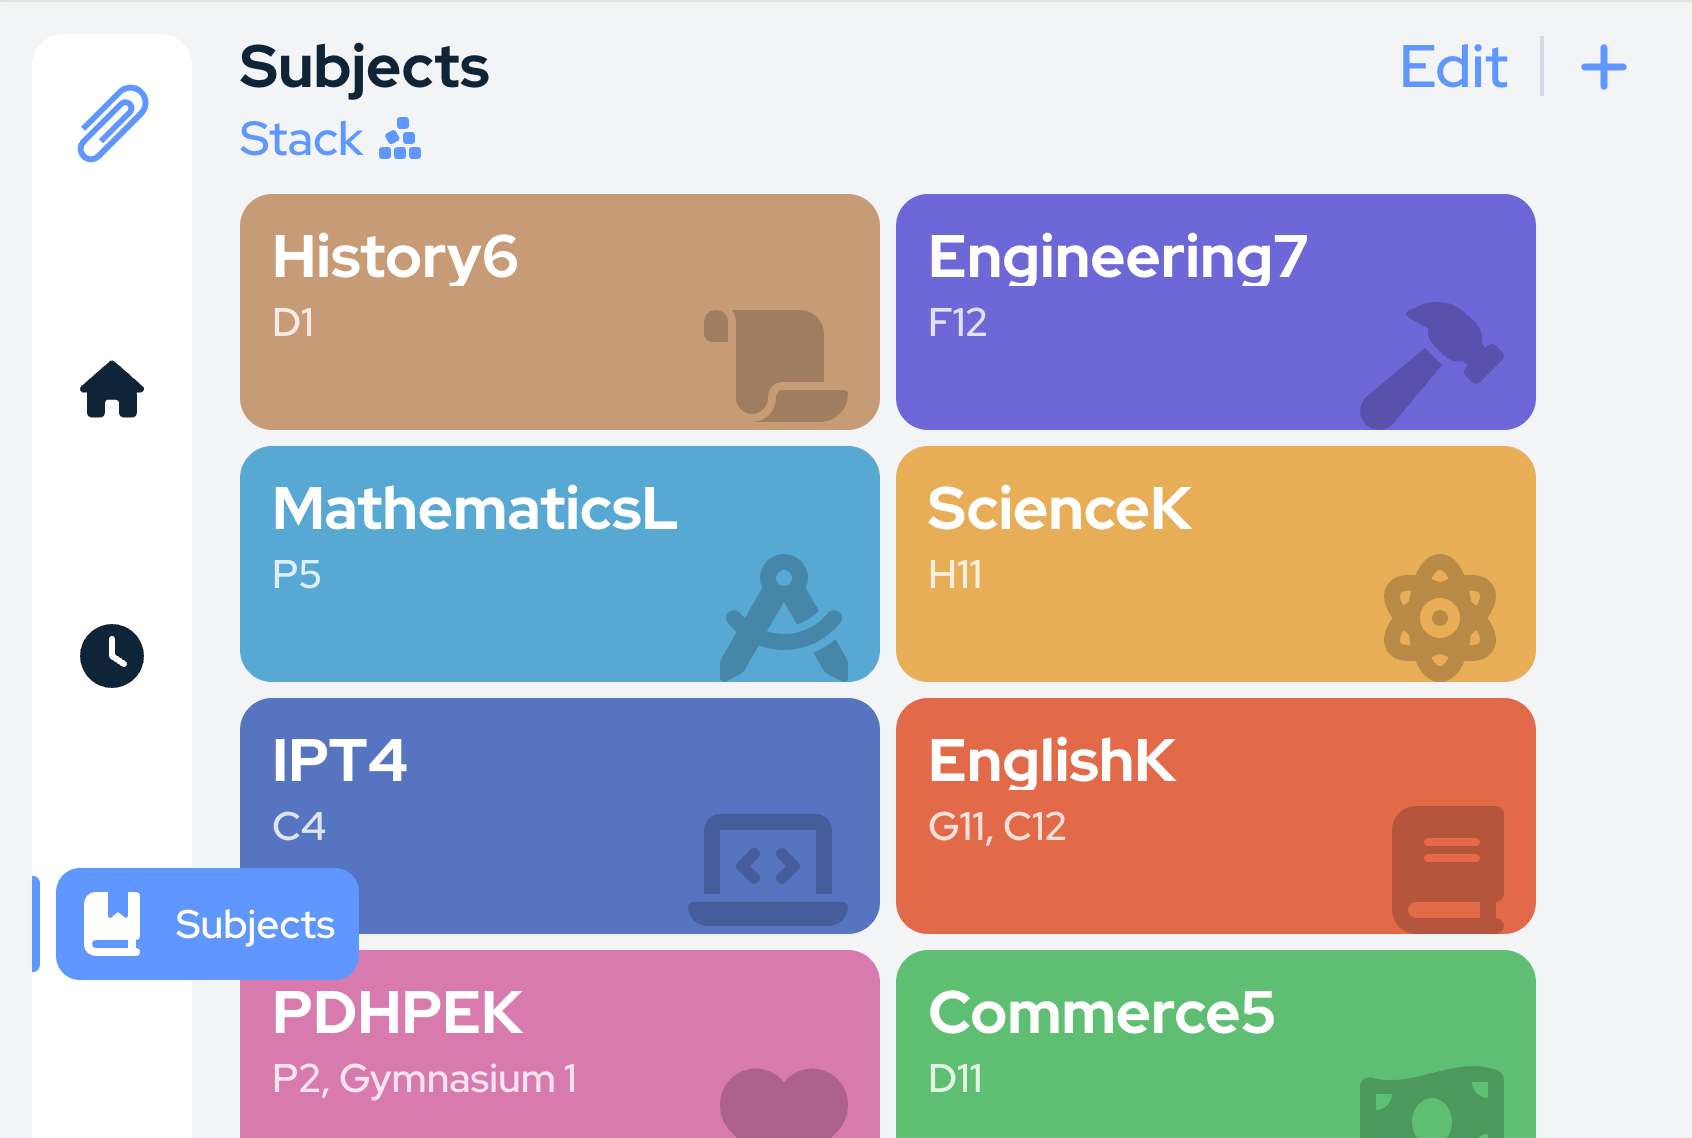 Subjects
Edit
Stack
History6
D1
Engineering7
F12
MathematicsL
P5
ScienceK
H11
IPT4
C4
EnglishK
G11, C12
Subjects
PDHPEK
P2, Gymnasium 1
Commerce5
D11